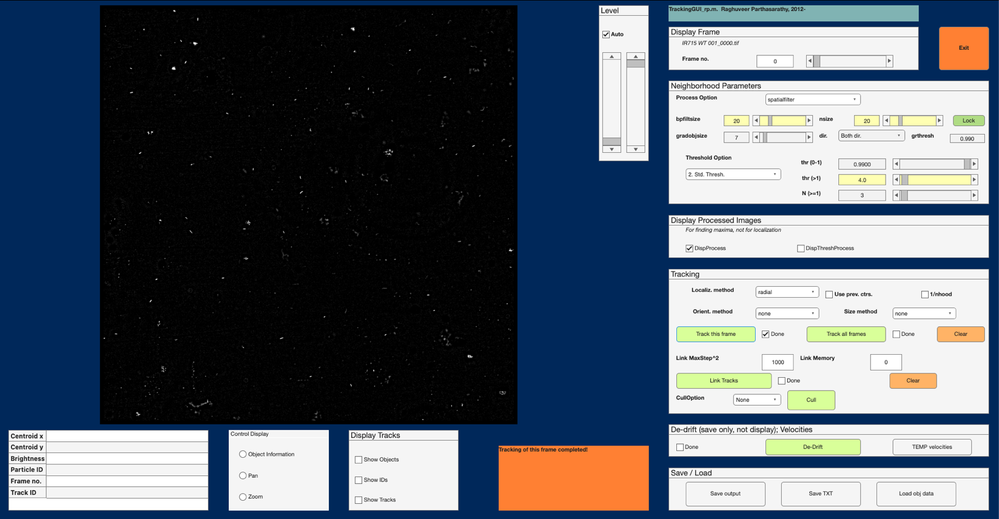 Level
Auto
TrackingGUI_rp.m. Raghuveer Parthasarathy, 2012-
Display Frame
IR715 WT 001_0000.tif
Frame no. 0
Exit
Neighborhood Parameters
Process Option spatialfilter
bpfiltsize 20 nsize 20 Lock
gradobjsize 7 dir. Both dir. grthresh 0.990
Threshold Option
2. Std. Thresh.
thr (0-1) 0.9900
thr (>1) 4.0
N (>=1) 3
Display Processed Images
For finding maxima, not for localization
DispProcess DispThreshProcess
Tracking
Localiz. method radial Use prev. ctrs. 1/nhood
Orient. method none Size method none
Track this frame Done Track all frames Done Clear
Link MaxStep^2 1000 Link Memory 0
Link Tracks Done Clear
CullOption None Cull
De-drift (save only, not display); Velocities
Done De-Drift TEMP velocities
Save / Load
Save output Save TXT Load obj data
Centroid x
Centroid y
Brightness
Particle ID
Frame no.
Track ID
Control Display
Object Information
Pan
Zoom
Display Tracks
Show Objects
Show IDs
Show Tracks
Tracking of this frame completed!